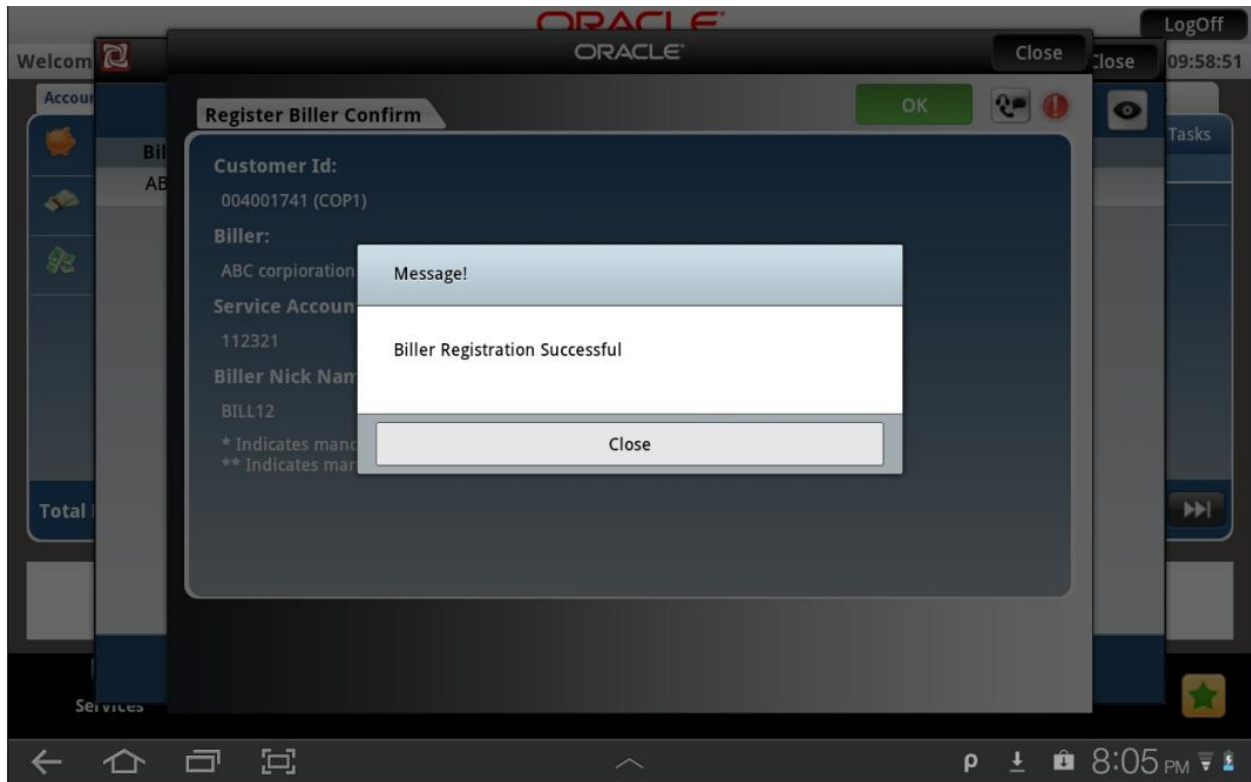 ORACLE
LogOff
Welcom
ORACLE
Close
Close
09:58:51
Accour
Register Biller Confirm
OK
Tasks
Bil
Customer Id:
AB
004001741 (COP1)
Biller:
ABC corpioration
Message!
Service Accoun
112321
Biller Registration Successful
Biller Nick Nam
BILL12
* Indicates manc
Close
** Indicates mar
Total
Services
8:05 PM